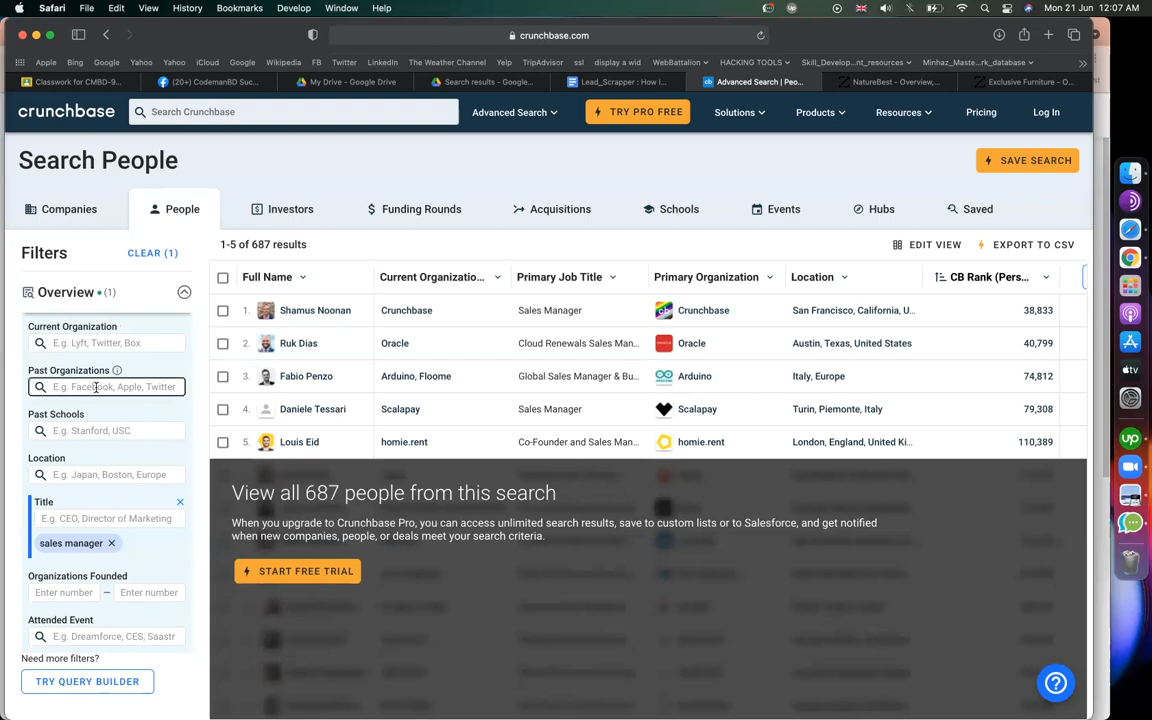 Safari File Edit View History Bookmarks Develop Window Help Mon 21 Jun 12:07 AM
crunchbase.com
Apple Bing Google Yahoo Yahoo iCloud Google Wikipedia FB Twitter LinkedIn The Weather Channel Yelp TripAdvisor ssl display a wid WebBattalion HACKING TOOLS Skill_Develop...nt_resources Minhaz_Maste...rk_database
Classwork for CMBD-9... (20+) CodemanBD Suc... My Drive - Google Drive Search results - Google... Lead_Scrapper : How I... Advanced Search | Peo... NatureBest - Overview,... Exclusive Furniture - O...
crunchbase Search Crunchbase Advanced Search TRY PRO FREE Solutions Products Resources Pricing Log In
Search People SAVE SEARCH
Companies People Investors Funding Rounds Acquisitions Schools Events Hubs Saved
Filters CLEAR (1) 1-5 of 687 results EDIT VIEW EXPORT TO CSV
Overview • (1)
Full Name Current Organizatio... Primary Job Title Primary Organization Location CB Rank (Pers...
1. Shamus Noonan Crunchbase Sales Manager Crunchbase San Francisco, California, U... 38,833
2. Ruk Dias Oracle Cloud Renewals Sales Man... Oracle Austin, Texas, United States 40,799
3. Fabio Penzo Arduino, Floome Global Sales Manager & Bu... Arduino Italy, Europe 74,812
4. Daniele Tessari Scalapay Sales Manager Scalapay Turin, Piemonte, Italy 79,308
5. Louis Eid homie.rent Co-Founder and Sales Man... homie.rent London, England, United Ki... 110,389
Current Organization
E.g. Lyft, Twitter, Box
Past Organizations
E.g. Facebook, Apple, Twitter
Past Schools
E.g. Stanford, USC
Location
E.g. Japan, Boston, Europe
Title
E.g. CEO, Director of Marketing
sales manager
Organizations Founded
Enter number – Enter number
Attended Event
E.g. Dreamforce, CES, Saastr
Need more filters?
TRY QUERY BUILDER
View all 687 people from this search
When you upgrade to Crunchbase Pro, you can access unlimited search results, save to custom lists or to Salesforce, and get notified
when new companies, people, or deals meet your search criteria.
START FREE TRIAL
tv
up